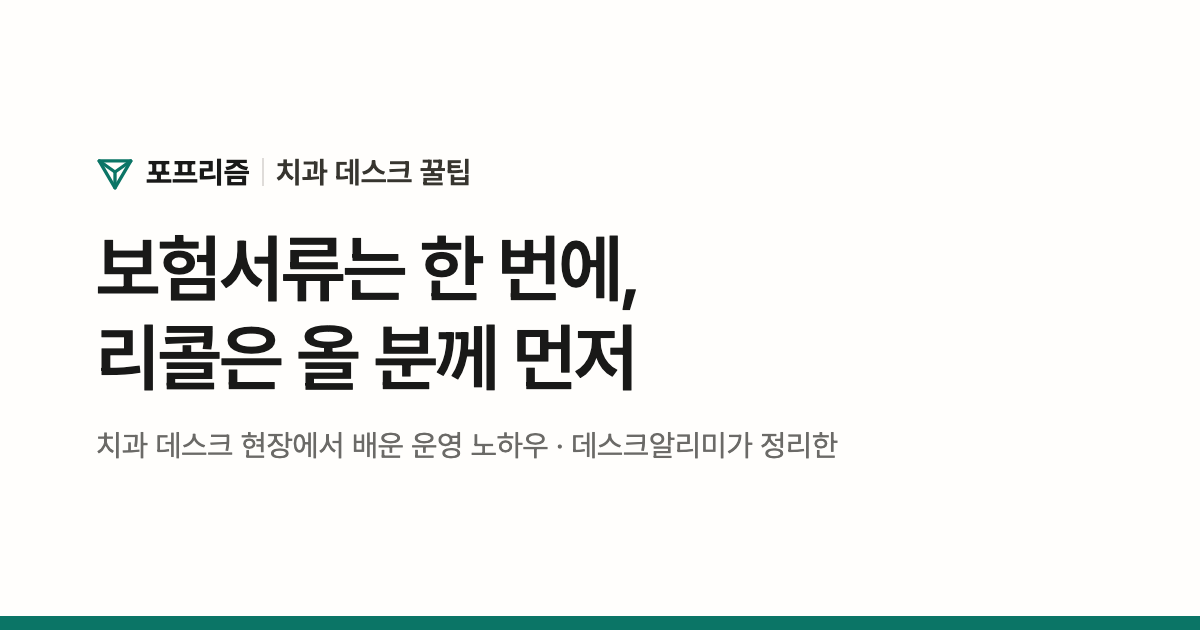 포프리즘 치과 데스크 꿀팁
보험서류는 한 번에,
리콜은 올 분께 먼저
치과 데스크 현장에서 배운 운영 노하우 · 데스크알리미가 정리한